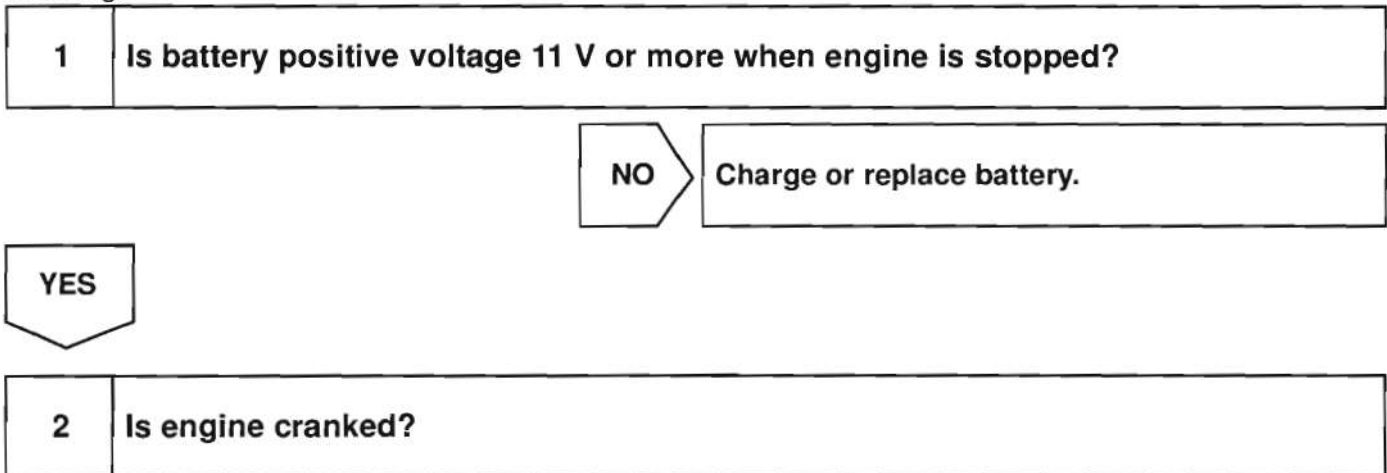 1 Is battery positive voltage 11 V or more when engine is stopped?
NO Charge or replace battery.
YES
2 Is engine cranked?